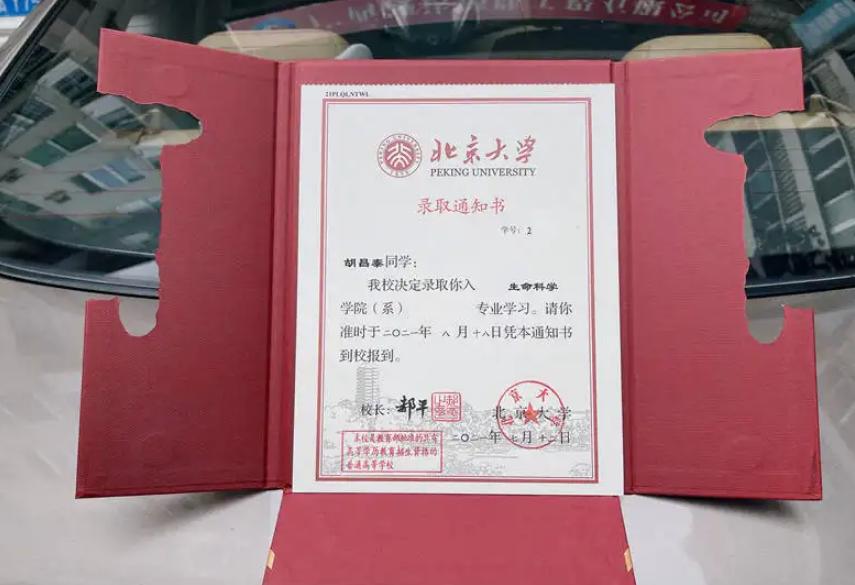 21PLQLNTWL
北京大学
PEKING UNIVERSITY
录取通知书
学号：2
胡昌泰同学：
我校决定录取你入 生命科学
学院（系） 专业学习。请你
准时于二〇二一年 八 月 十八日凭本通知书
到校报到。
校长：郝平
北京大学
二〇二一年 七月 十二日
本校是教育部批准的具有
高等学历教育招生资格的
普通高等学校